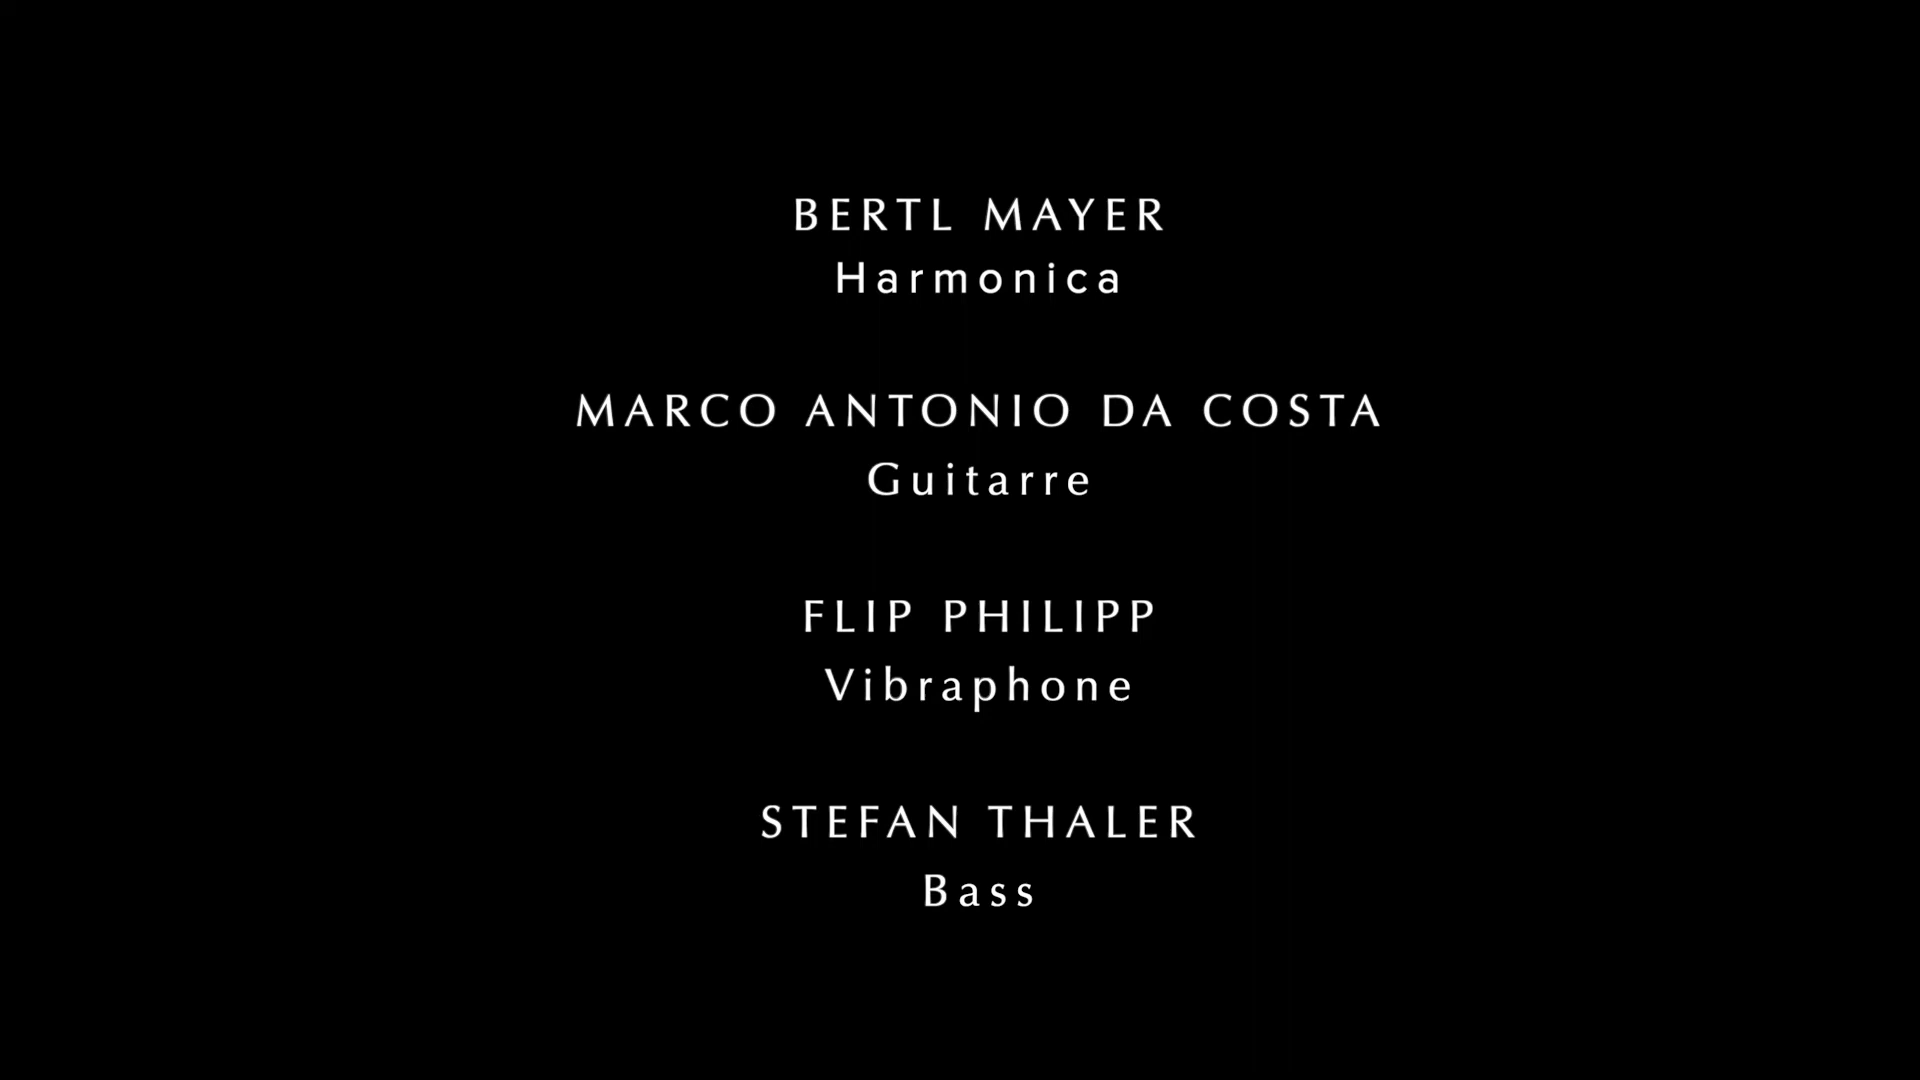 BERTL MAYER
Harmonica
MARCO ANTONIO DA COSTA
Guitarre
FLIP PHILIPP
Vibraphone
STEFAN THALER
Bass